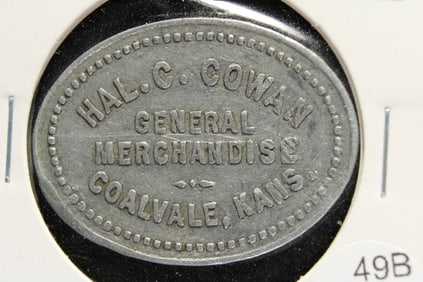 HAL. C. COWAN
GENERAL
MERCHANDISE
COALVALE, KANS.
49B